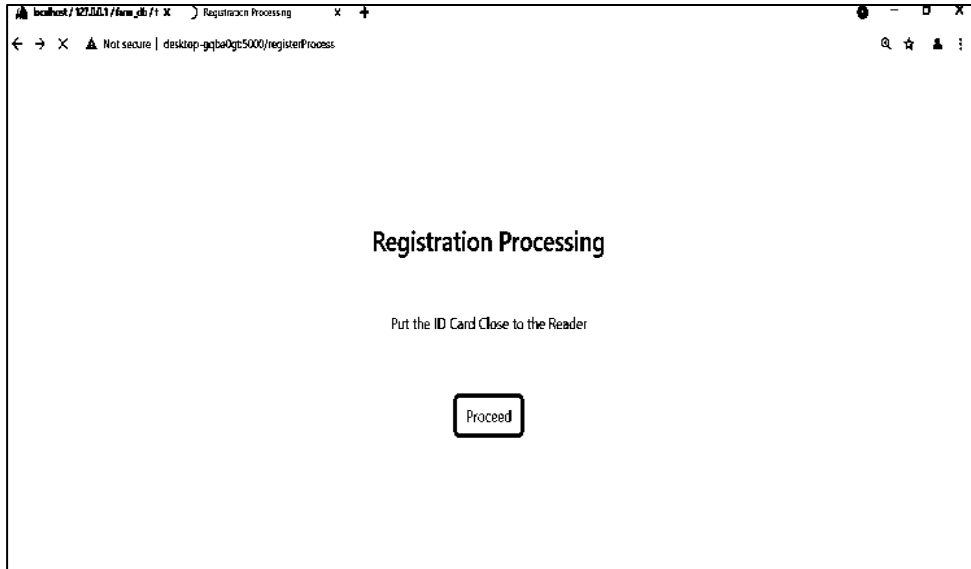 localhost / 127.0.0.1 / farm_db / t
Registration Processing
Not secure | desktop-gqba0gt:5000/registerProcess
Registration Processing
Put the ID Card Close to the Reader
Proceed